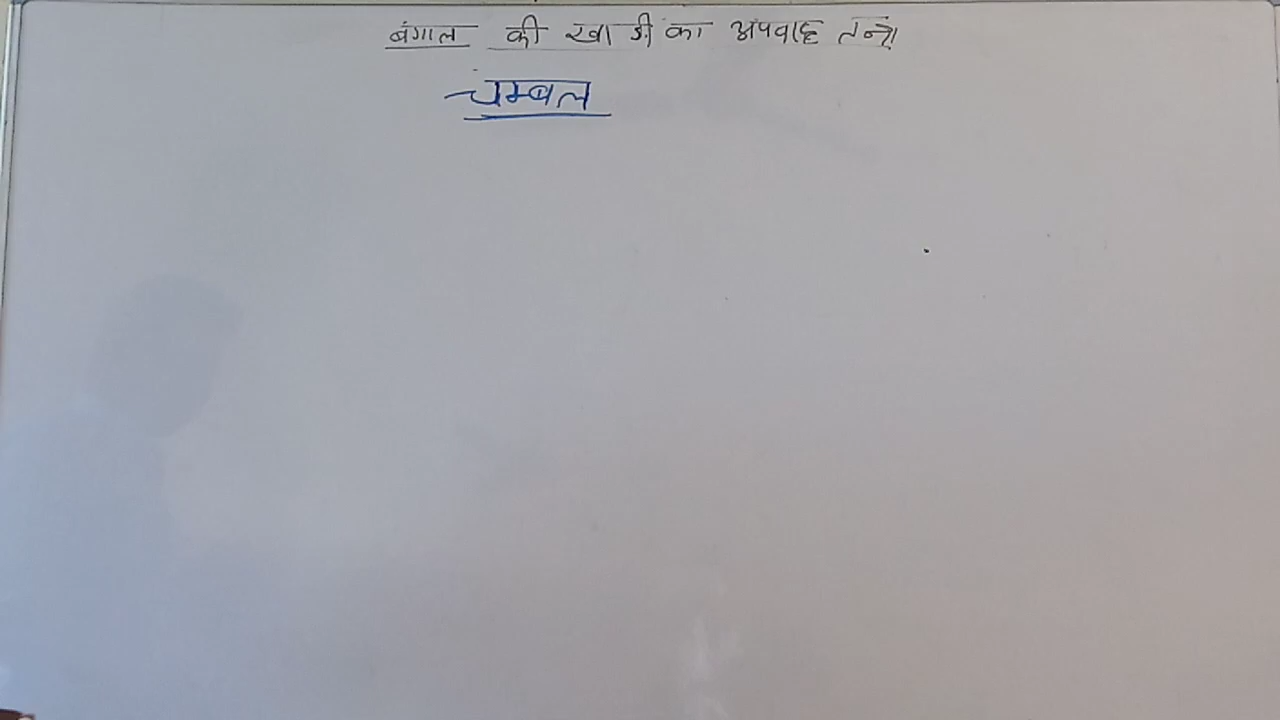 बंगाल की खाडी का अपवाह तन्त्र
चम्बल